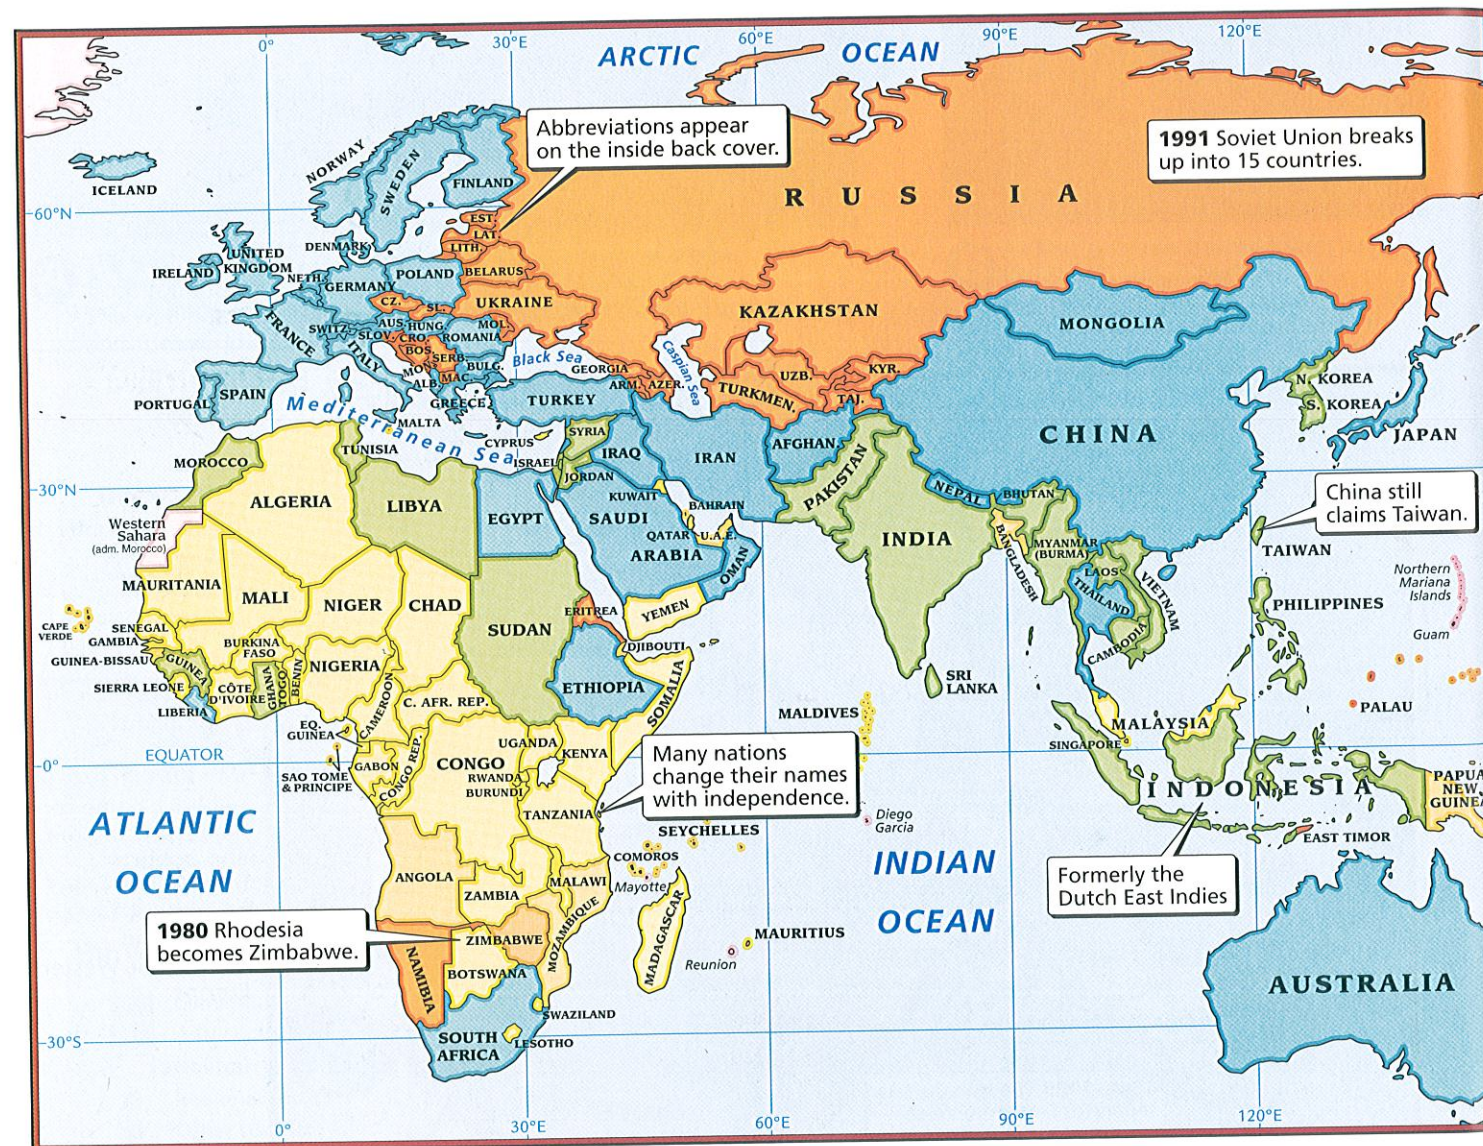 0°
30°E
60°E
90°E
120°E
ARCTIC OCEAN
Abbreviations appear
on the inside back cover.
1991 Soviet Union breaks
up into 15 countries.
ICELAND
NORWAY
SWEDEN
FINLAND
RUSSIA
60°N
EST.
LAT.
LITH.
DENMARK
UNITED
KINGDOM
IRELAND
NETH.
GERMANY
POLAND
BELARUS
CZ.
SL.
UKRAINE
KAZAKHSTAN
MONGOLIA
FRANCE
SWITZ.
AUS.
HUNG.
MOL.
SLOV.
CRO.
ROMANIA
BOS.
SERB.
ITALY
MON.
BULG.
ALB.
MAC.
Black Sea
GEORGIA
Caspian Sea
UZB.
KYR.
ARM.
AZER.
TURKMEN.
TAJ.
N. KOREA
S. KOREA
JAPAN
PORTUGAL
SPAIN
GREECE
TURKEY
Mediterranean Sea
MALTA
CYPRUS
SYRIA
ISRAEL
IRAQ
IRAN
AFGHAN.
CHINA
MOROCCO
TUNISIA
JORDAN
PAKISTAN
30°N
ALGERIA
LIBYA
EGYPT
KUWAIT
BAHRAIN
NEPAL
BHUTAN
China still
claims Taiwan.
Western
Sahara
(adm. Morocco)
SAUDI
ARABIA
QATAR
U.A.E.
OMAN
INDIA
BANGLADESH
MYANMAR
(BURMA)
LAOS
TAIWAN
MAURITANIA
MALI
NIGER
CHAD
SUDAN
ERITREA
YEMEN
THAILAND
VIETNAM
CAMBODIA
PHILIPPINES
Northern
Mariana
Islands
Guam
CAPE
VERDE
SENEGAL
GAMBIA
GUINEA-BISSAU
GUINEA
SIERRA LEONE
LIBERIA
BURKINA
FASO
CÔTE
D'IVOIRE
GHANA
TOGO
BENIN
NIGERIA
CAMEROON
C. AFR. REP.
DJIBOUTI
ETHIOPIA
SOMALIA
SRI
LANKA
MALDIVES
MALAYSIA
SINGAPORE
PALAU
EQ.
GUINEA
EQUATOR
0°
SAO TOME
& PRINCIPE
GABON
CONGO REP.
CONGO
UGANDA
KENYA
RWANDA
BURUNDI
TANZANIA
Many nations
change their names
with independence.
INDONESIA
PAPUA
NEW
GUINEA
ATLANTIC
OCEAN
SEYCHELLES
Diego
Garcia
EAST TIMOR
COMOROS
Mayotte
INDIAN
OCEAN
Formerly the
Dutch East Indies
ANGOLA
ZAMBIA
MALAWI
MOZAMBIQUE
MADAGASCAR
1980 Rhodesia
becomes Zimbabwe.
ZIMBABWE
MAURITIUS
Reunion
NAMIBIA
BOTSWANA
AUSTRALIA
SWAZILAND
30°S
SOUTH
AFRICA
LESOTHO
0°
30°E
60°E
90°E
120°E